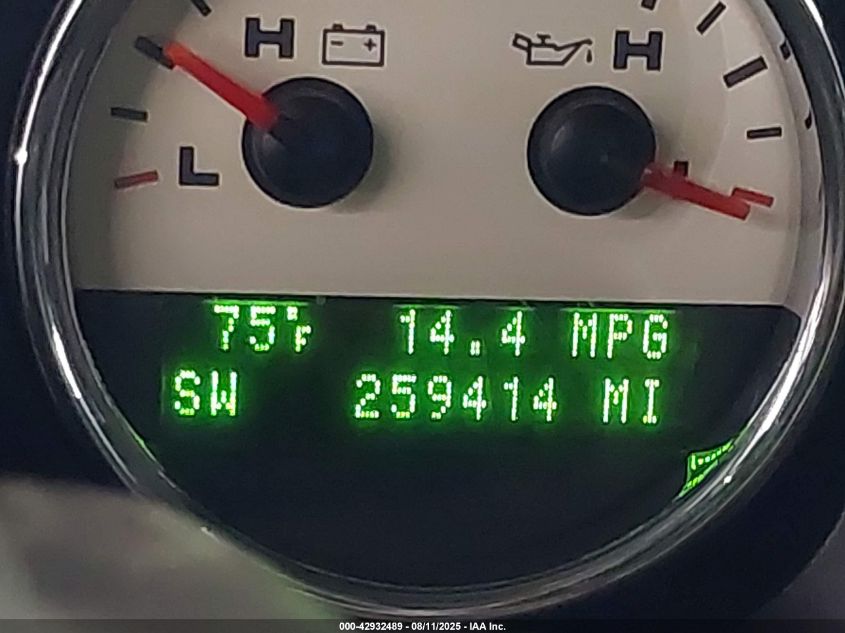 H H
L
75°F 14.4 MPG
SW 259414 MI
000-42932489 - 08/11/2025 - IAA Inc.